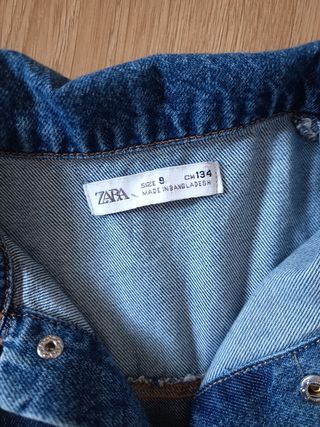 ZARA
SIZE 9 CM 134
MADE IN BANGLADESH